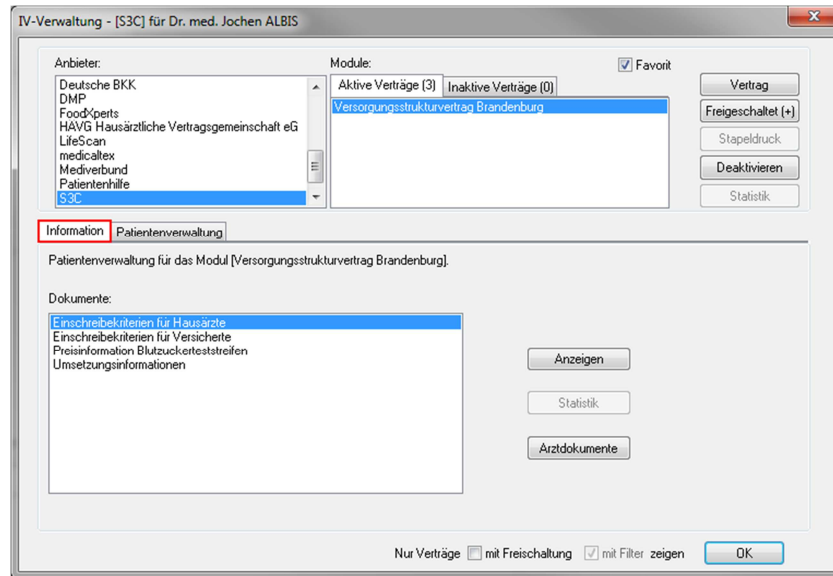 IV-Verwaltung - [S3C] für Dr. med. Jochen ALBIS
Anbieter:
Deutsche BKK
DMP
FoodXperts
HAVG Hausärztliche Vertragsgemeinschaft eG
LifeScan
medicaltex
Mediverbund
Patientenhilfe
S3C
Module:
Favorit
Aktive Verträge (3) Inaktive Verträge (0)
Versorgungsstrukturvertrag Brandenburg
Vertrag
Freigeschaltet (+)
Stapeldruck
Deaktivieren
Statistik
Information Patientenverwaltung
Patientenverwaltung für das Modul [Versorgungsstrukturvertrag Brandenburg].
Dokumente:
Einschreibekriterien für Hausärzte
Einschreibekriterien für Versicherte
Preisinformation Blutzuckerteststreifen
Umsetzungsinformationen
Anzeigen
Statistik
Arztdokumente
Nur Verträge mit Freischaltung mit Filter zeigen OK